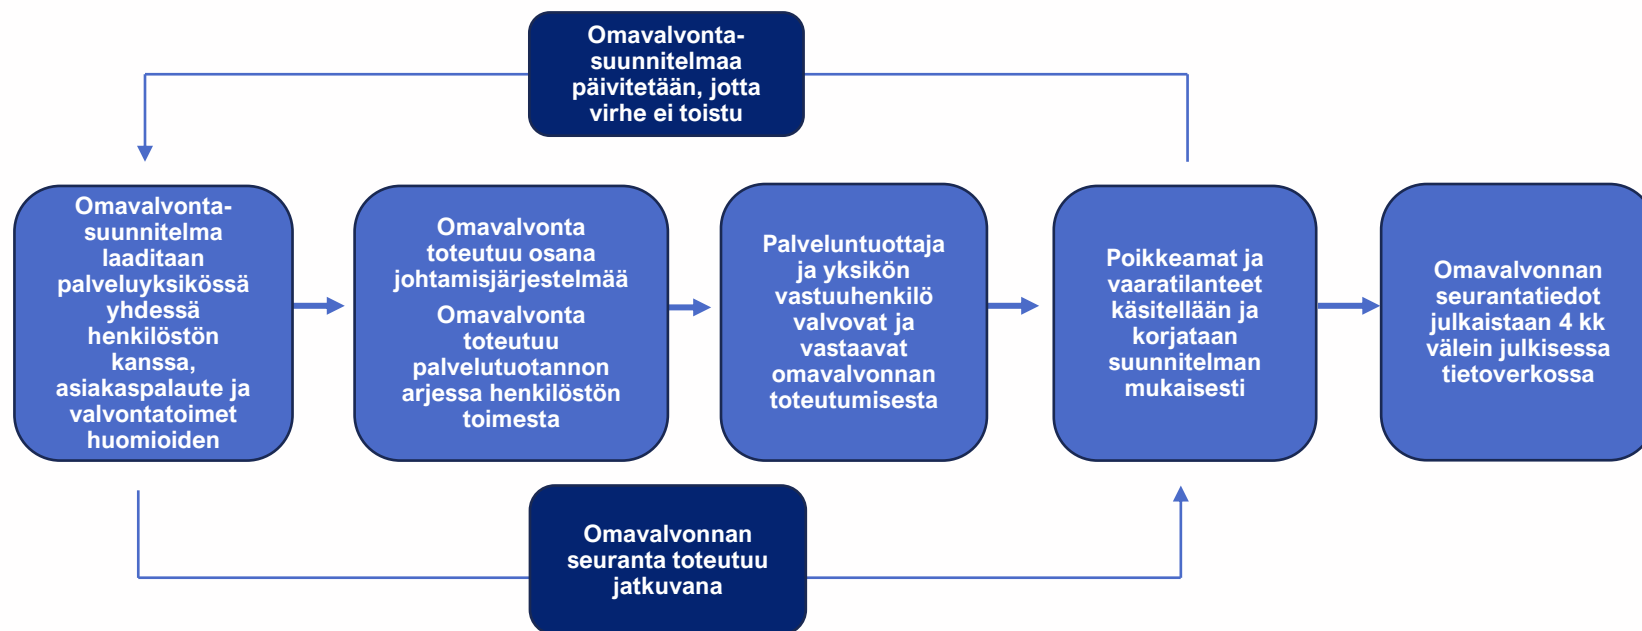 Omavalvonta-
suunnitelmaa
päivitetään, jotta
virhe ei toistu
Omavalvonta-
suunnitelma
laaditaan
palveluyksikössä
yhdessä
henkilöstön
kanssa,
asiakaspalaute ja
valvontatoimet
huomioiden
Omavalvonta
toteutuu osana
johtamisjärjestelmää
Omavalvonta
toteutuu
palvelutuotannon
arjessa henkilöstön
toimesta
Palveluntuottaja
ja yksikön
vastuuhenkilö
valvovat ja
vastaavat
omavalvonnan
toteutumisesta
Poikkeamat ja
vaaratilanteet
käsitellään ja
korjataan
suunnitelman
mukaisesti
Omavalvonnan
seurantatiedot
julkaistaan 4 kk
välein julkisessa
tietoverkossa
Omavalvonnan
seuranta toteutuu
jatkuvana